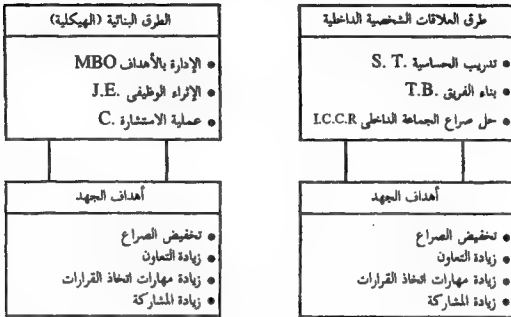 طرق العلاقات الشخصية الداخلية
• تدريب الحساسية S. T.
• بناء الفريق T.B.
• حل صراع الجماعة الداخلى I.C.C.R
أهداف الجهد
• تخفيض الصراع
• زيادة التعاون
• زيادة مهارات اتخاذ القرارات
• زيادة المشاركة
الطرق البنائية (الهيكلية)
• الإدارة بالأهداف MBO
• الإثراء الوظيفى J.E.
• عملية الاستشارة C.
أهداف الجهد
• تخفيض الصراع
• زيادة التعاون
• زيادة مهارات اتخاذ القرارات
• زيادة المشاركة